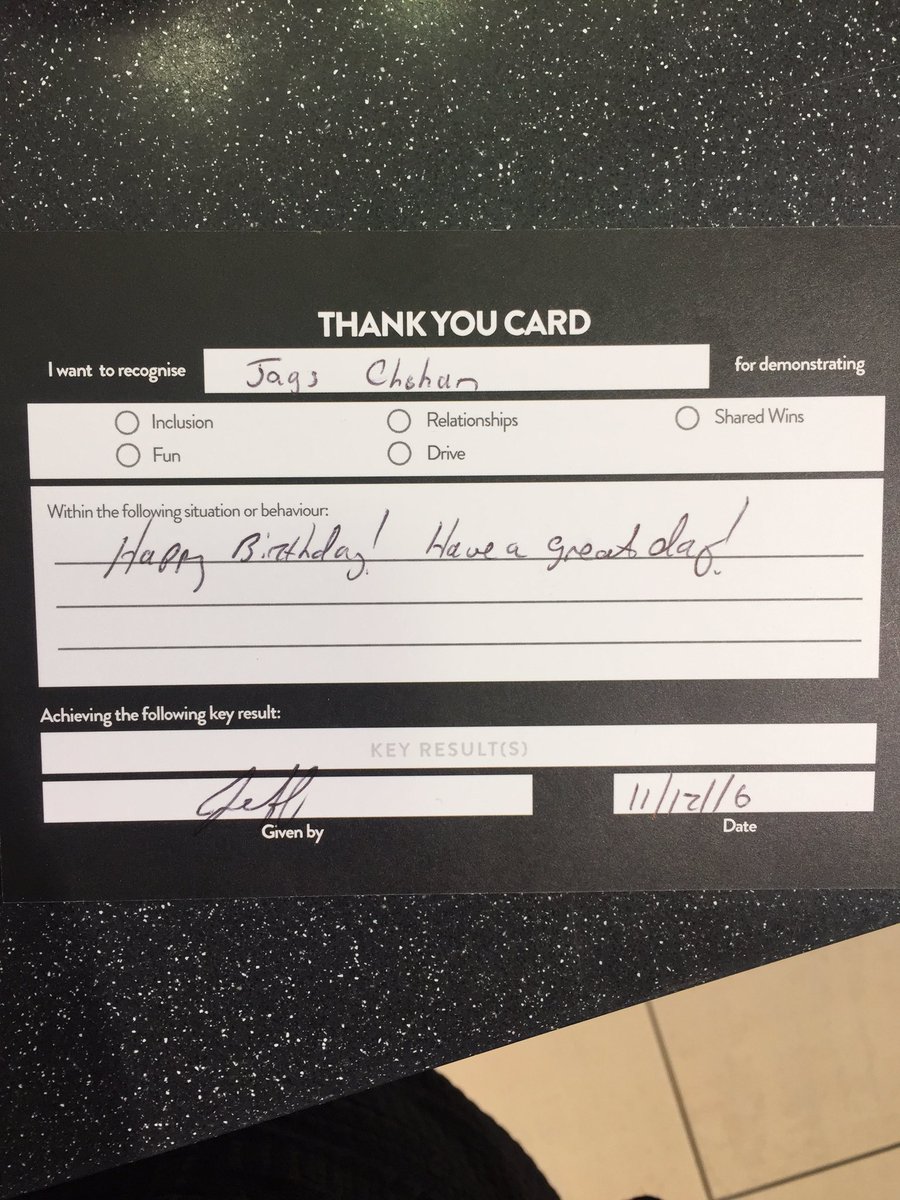 THANK YOU CARD
I want to recognise Jags Chohan for demonstrating
Inclusion Relationships Shared Wins
Fun Drive
Within the following situation or behaviour:
Happy Birthday! Have a great day!
Achieving the following key result:
KEY RESULT(S)
11/12/16
Given by Date